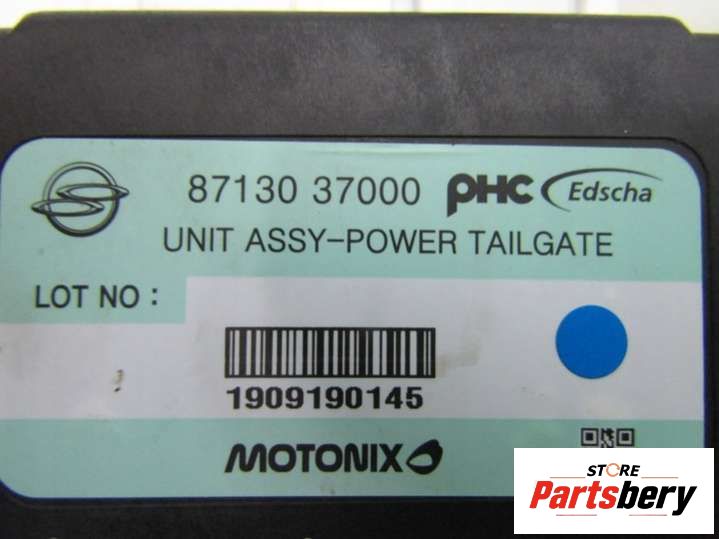 87130 37000 PHC Edscha
UNIT ASSY-POWER TAILGATE
LOT NO :
1909190145
MOTONIX
STORE
Partsbery